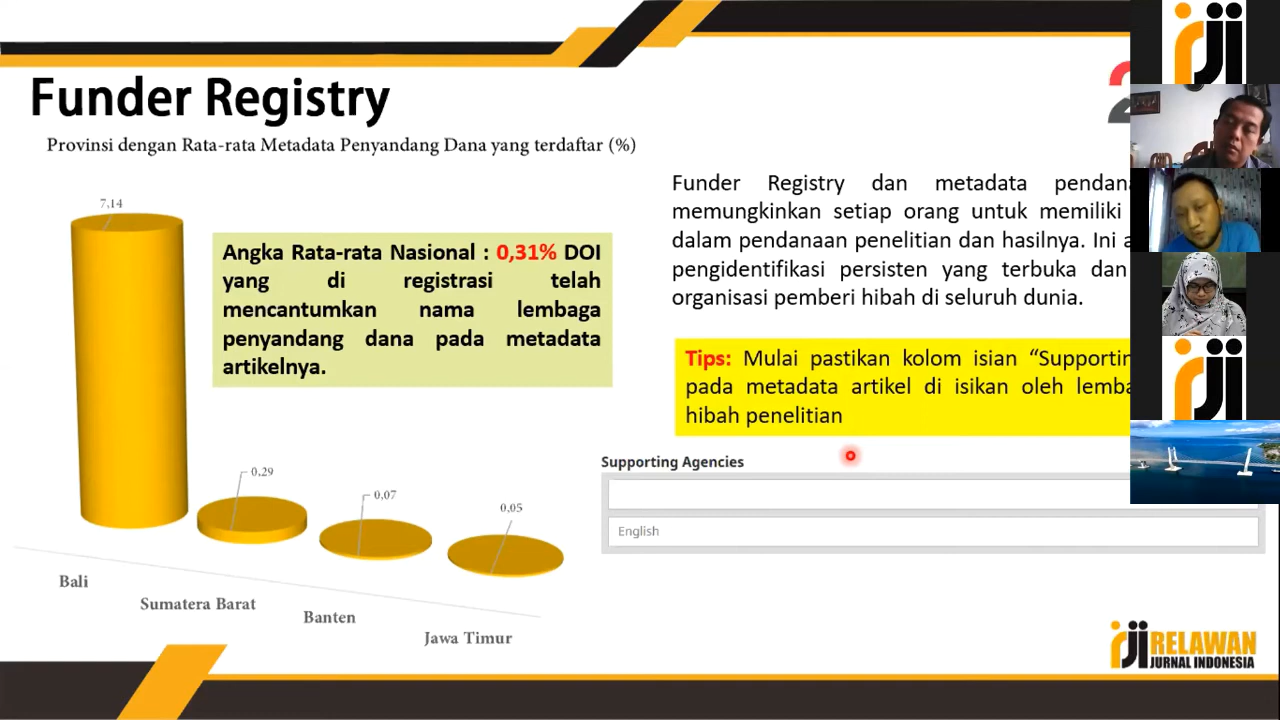 Funder Registry
Provinsi dengan Rata-rata Metadata Penyandang Dana yang terdaftar (%)
7,14
0,29
0,07
0,05
Bali
Sumatera Barat
Banten
Jawa Timur
Angka Rata-rata Nasional : 0,31% DOI
yang di registrasi telah
mencantumkan nama lembaga
penyandang dana pada metadata
artikelnya.
Funder Registry dan metadata
memungkinkan setiap orang untuk memiliki
dalam pendanaan penelitian dan hasilnya. Ini
pengidentifikasi persisten yang terbuka dan
organisasi pemberi hibah di seluruh dunia.
Tips: Mulai pastikan kolom isian
pada metadata artikel di isikan oleh
hibah penelitian
Supporting Agencies
English
rji
rji
rji RELAWAN
JURNAL INDONESIA